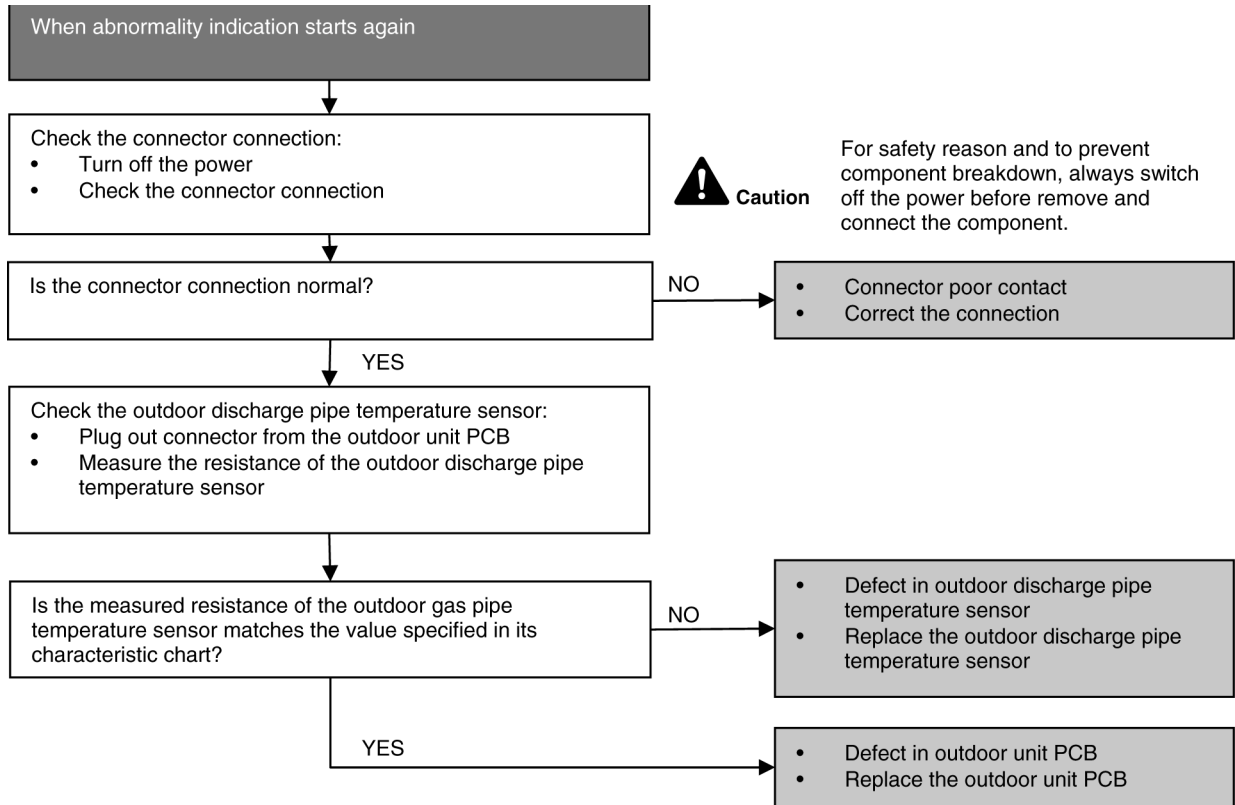 When abnormality indication starts again
Check the connector connection:
• Turn off the power
• Check the connector connection
Caution
For safety reason and to prevent
component breakdown, always switch
off the power before remove and
connect the component.
Is the connector connection normal?
NO
• Connector poor contact
• Correct the connection
YES
Check the outdoor discharge pipe temperature sensor:
• Plug out connector from the outdoor unit PCB
• Measure the resistance of the outdoor discharge pipe
temperature sensor
Is the measured resistance of the outdoor gas pipe
temperature sensor matches the value specified in its
characteristic chart?
NO
• Defect in outdoor discharge pipe
temperature sensor
• Replace the outdoor discharge pipe
temperature sensor
YES
• Defect in outdoor unit PCB
• Replace the outdoor unit PCB